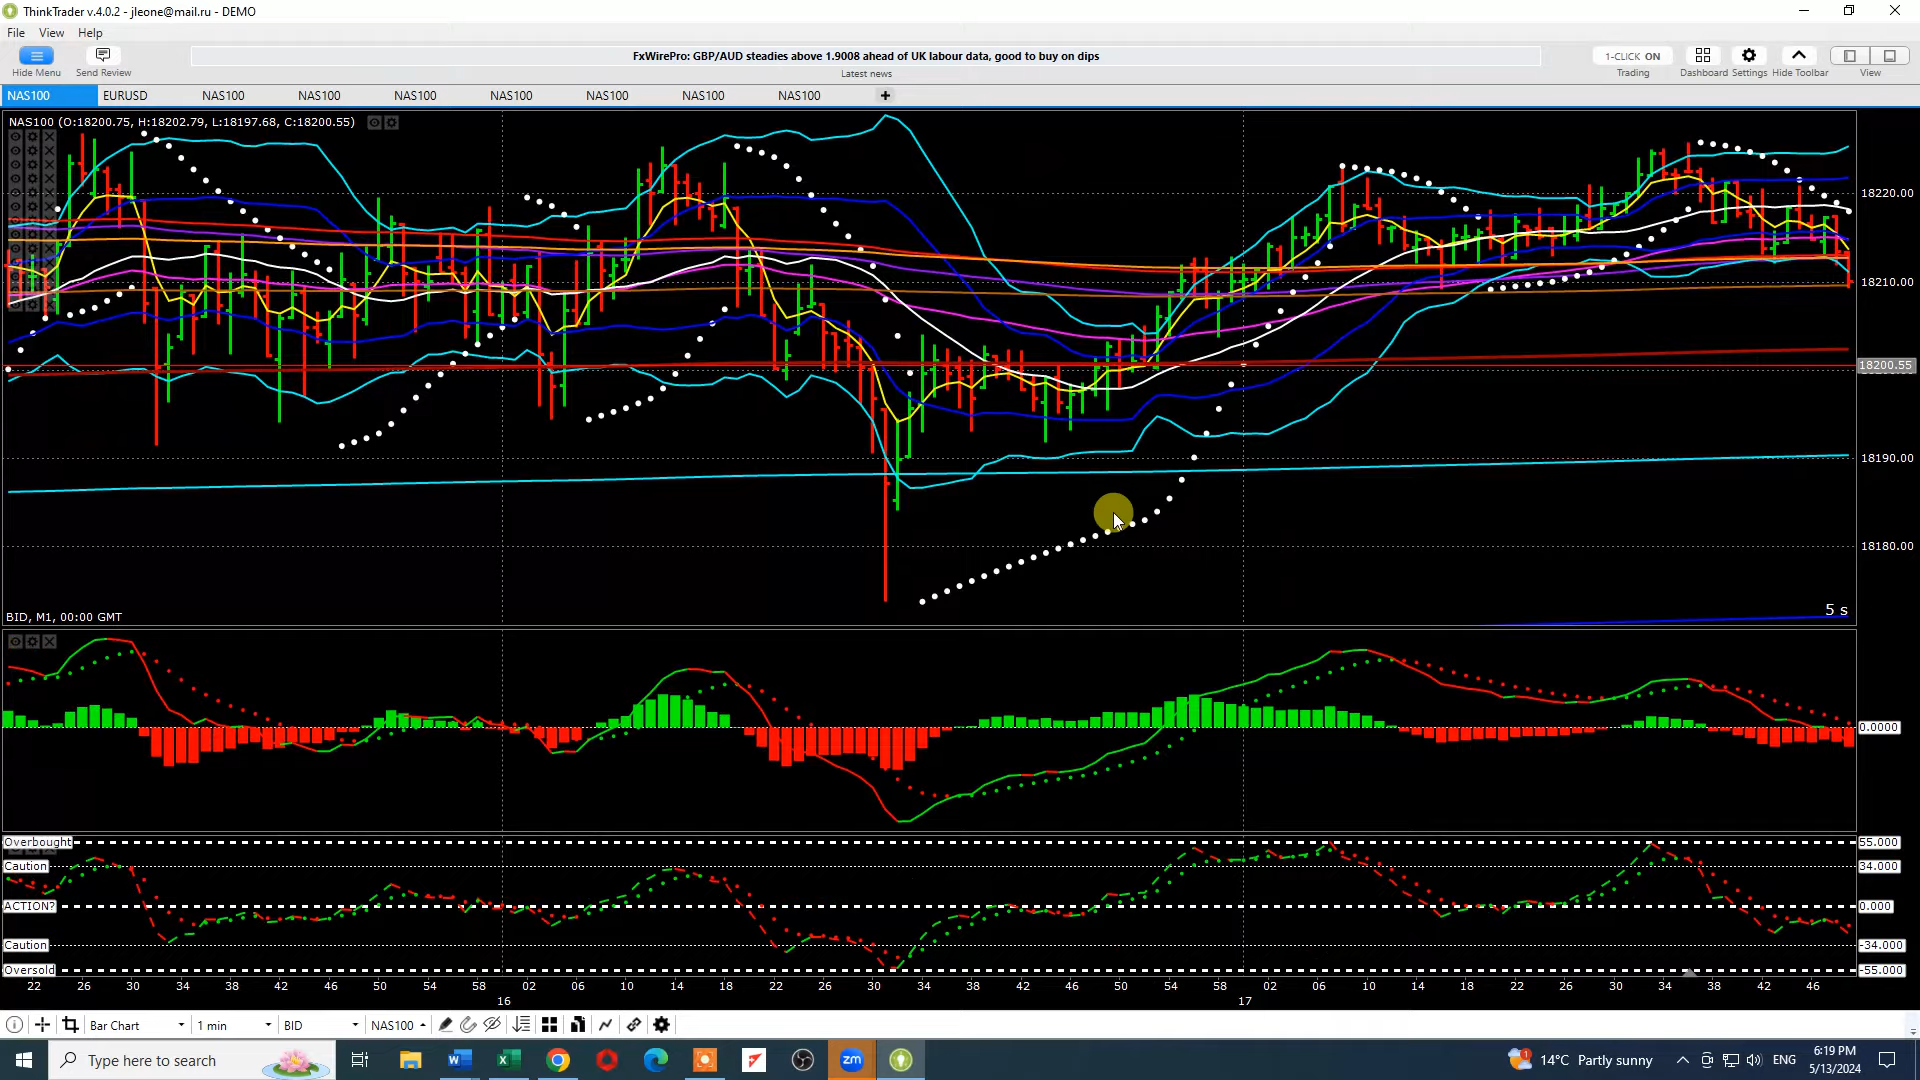 ThinkTrader v.4.0.2 - jleone@mail.ru - DEMO
File View Help
FxWirePro: GBP/AUD steadies above 1.9008 ahead of UK labour data, good to buy on dips
1-CLICK ON
Hide Menu Send Review Latest news Trading Dashboard Settings Hide Toolbar View
NAS100 EURUSD NAS100 NAS100 NAS100 NAS100 NAS100 NAS100 NAS100 +
NAS100 (O:18200.75, H:18202.79, L:18197.68, C:18200.55)
18220.00
18210.00
18200.55
18190.00
18180.00
5 s
BID, M1, 00:00 GMT
0.0000
Overbought 55.000
Caution 34.000
ACTION? 0.000
Caution -34.000
Oversold -55.000
22 26 30 34 38 42 46 50 54 58 02 06 10 14 18 22 26 30 34 38 42 46 50 54 58 02 06 10 14 18 22 26 30 34 38 42 46
16 17
Bar Chart 1 min BID NAS100
Type here to search zm 14°C Partly sunny ENG 6:19 PM
5/13/2024